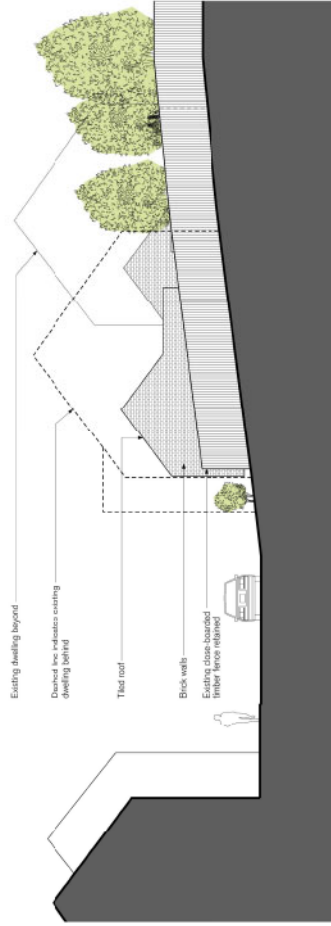 Existing dwelling beyond
Dashed line indicates existing
dwelling behind
Tiled roof
Brick walls
Existing close-boarded
timber fence retained